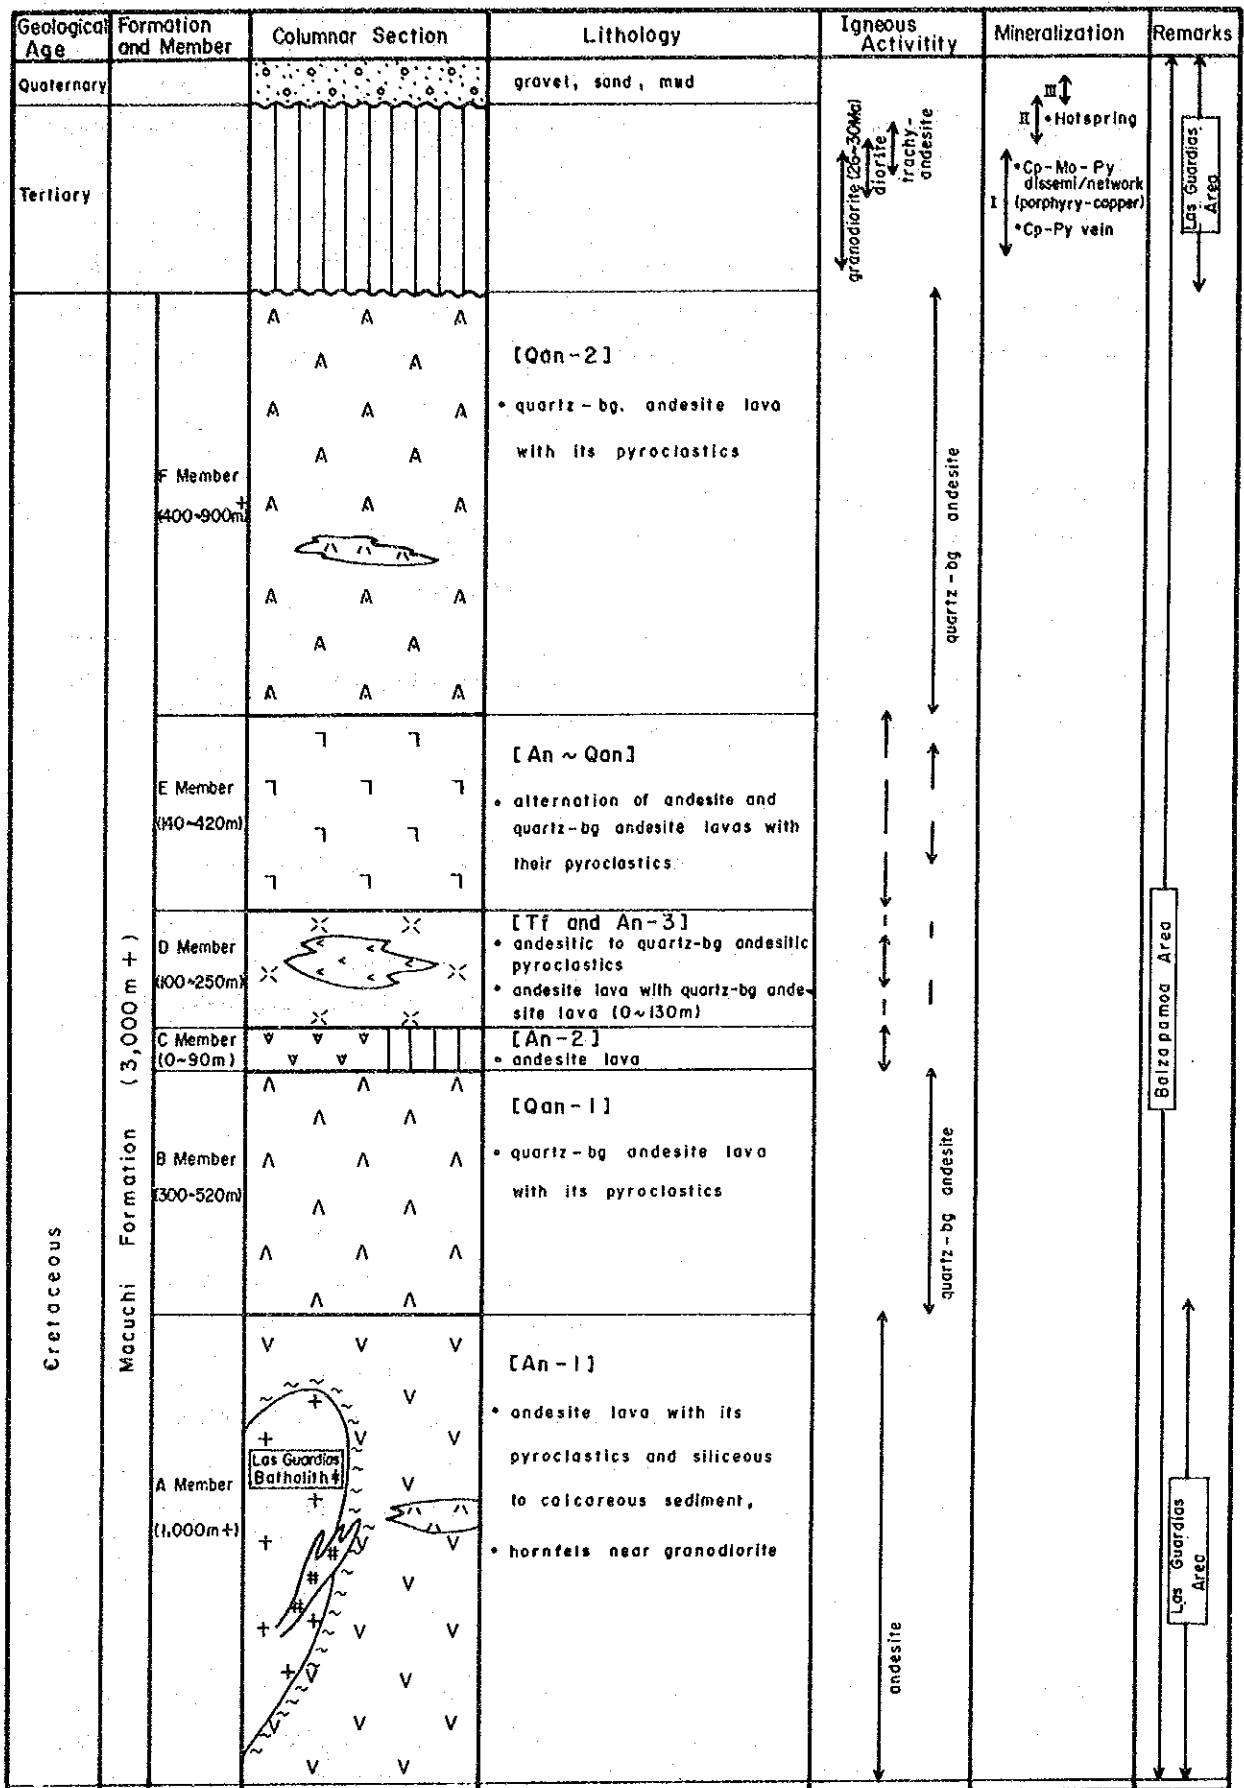 Geological Age
Formation and Member
Columnar Section
Lithology
Igneous Activitity
Mineralization
Remarks
Quaternary
gravel, sand, mud
Tertiary
granodiorite (26~30Ma)
diorite
trachy-
andesite
III
II
•Hotspring
I
•Cp-Mo-Py
dissemi/network
(porphyry-copper)
•Cp-Py vein
Las Guardias
Area
Cretaceous
Macuchi Formation (3,000m +)
F Member
(400~900m)
+
[Qan-2]
• quartz-bg. andesite lava
with its pyroclastics
quartz-bg andesite
E Member
(140~420m)
[An ~ Qan]
• alternation of andesite and
quartz-bg andesite lavas with
their pyroclastics
D Member
(100~250m)
[Tf and An-3]
• andesitic to quartz-bg andesitic
pyroclastics
• andesite lava with quartz-bg ande-
site lava (0~130m)
C Member
(0~90m)
[An-2]
• andesite lava
Balzapamoa Area
B Member
(300~520m)
[Qan-1]
• quartz-bg andesite lava
with its pyroclastics
quartz-bg andesite
A Member
(1,000m+)
Las Guardias
Batholith#
[An-1]
• andesite lava with its
pyroclastics and siliceous
to calcareous sediment,
• hornfels near granodiorite
andesite
Las Guardias
Area